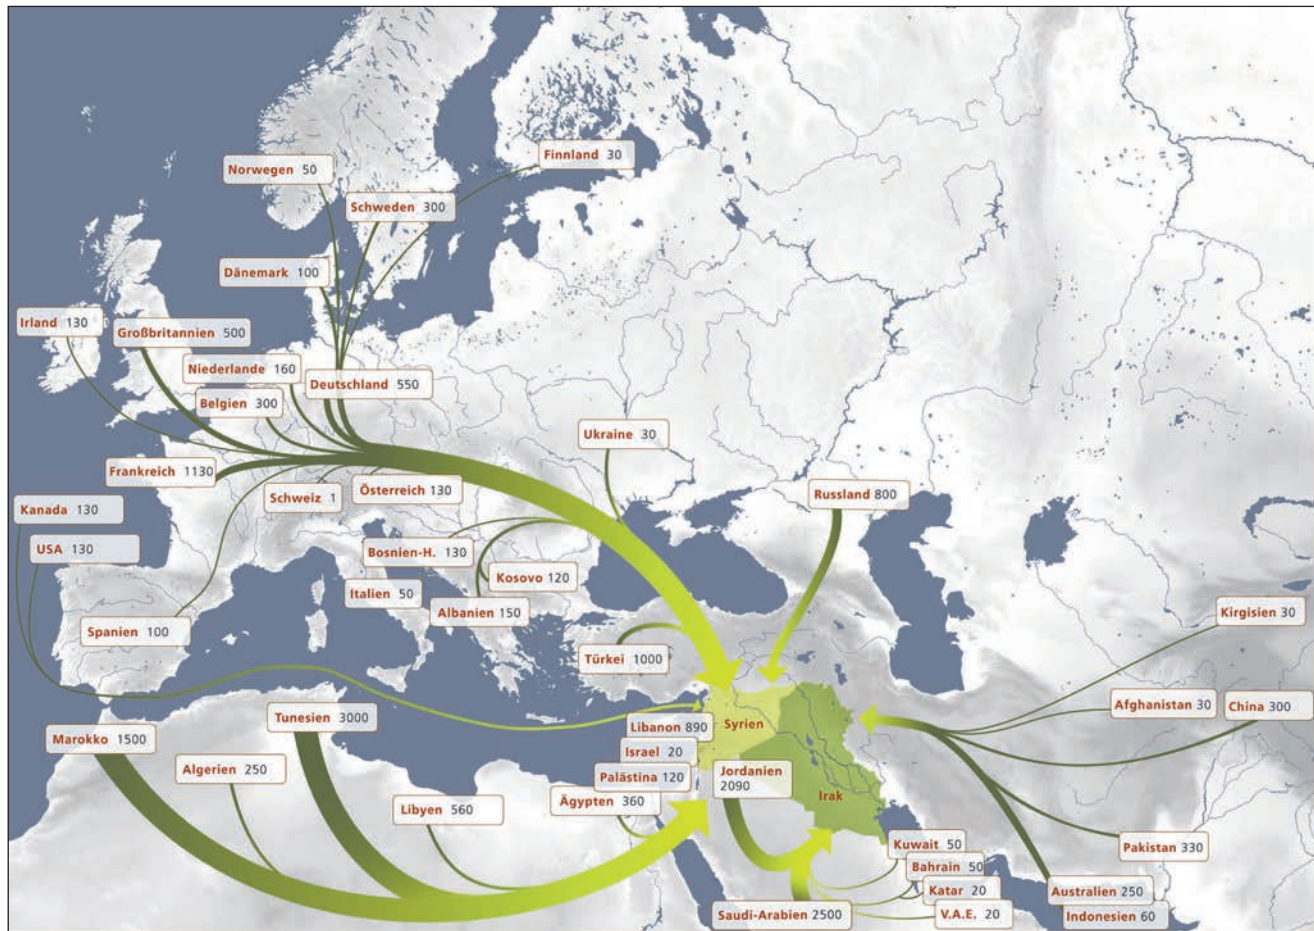 Finnland 30
Norwegen 50
Schweden 300
Dänemark 100
Irland 130
Großbritannien 500
Niederlande 160
Deutschland 550
Belgien 300
Ukraine 30
Frankreich 1130
Schweiz 1
Österreich 130
Russland 800
Kanada 130
USA 130
Bosnien-H. 130
Kosovo 120
Italien 50
Albanien 150
Spanien 100
Kirgisien 30
Türkei 1000
Afghanistan 30
China 300
Tunesien 3000
Marokko 1500
Libanon 890
Syrien
Israel 20
Algerien 250
Palästina 120
Jordanien
2090
Irak
Ägypten 360
Libyen 560
Kuwait 50
Pakistan 330
Bahrain 50
Katar 20
Australien 250
Saudi-Arabien 2500
V.A.E. 20
Indonesien 60